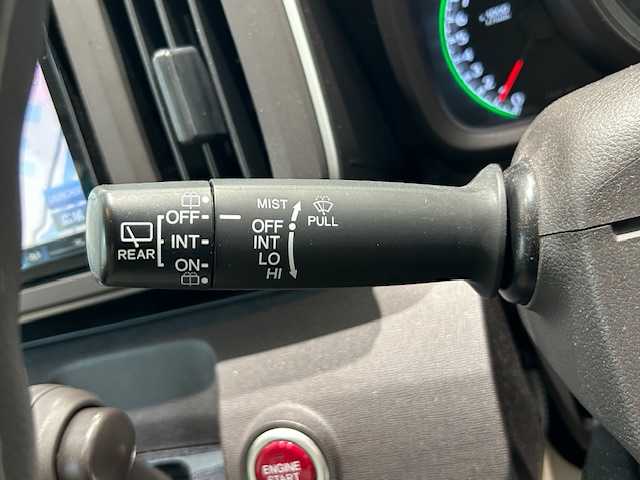 MIST
PULL
OFF
INT
LO
HI
REAR
OFF
INT
ON
ENGINE
START